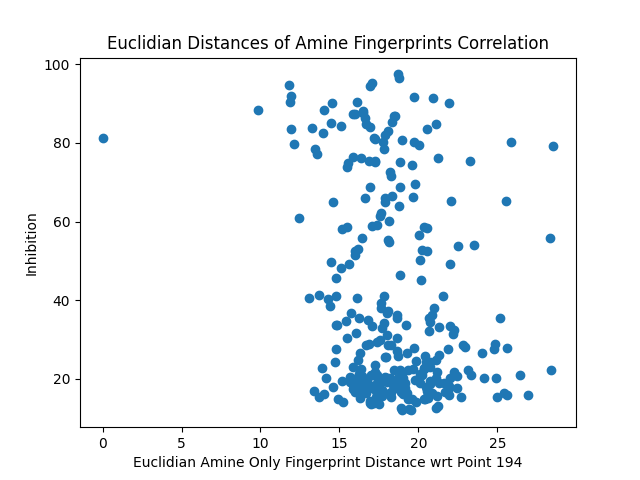 Euclidian Distances of Amine Fingerprints Correlation
100
80
60
40
20
Inhibition
0 5 10 15 20 25
Euclidian Amine Only Fingerprint Distance wrt Point 194